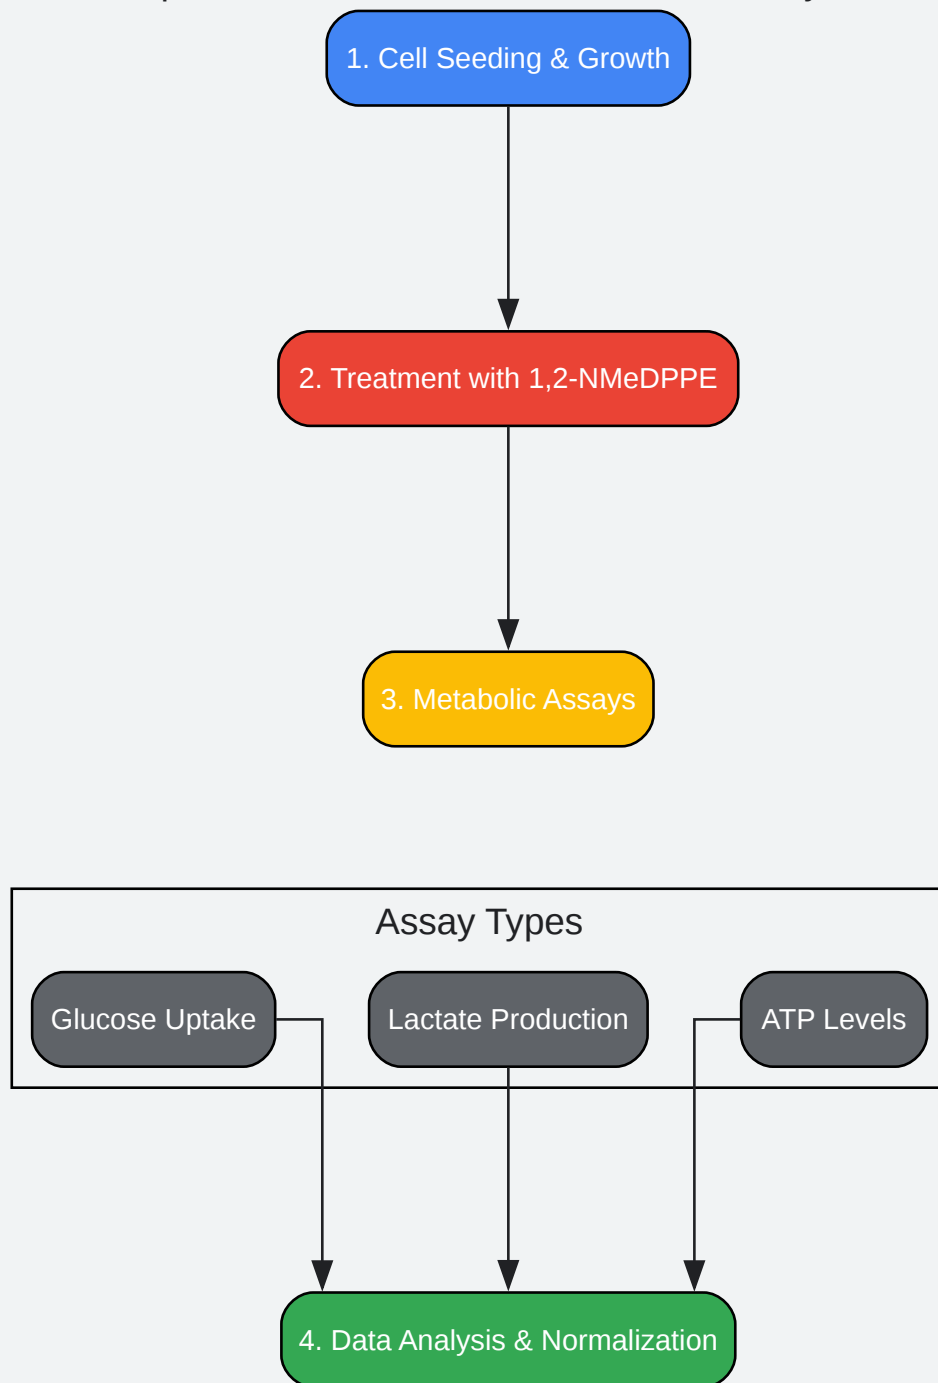 1. Cell Seeding & Growth
2. Treatment with 1,2-NMeDPPE
3. Metabolic Assays
Assay Types
Glucose Uptake
Lactate Production
ATP Levels
4. Data Analysis & Normalization